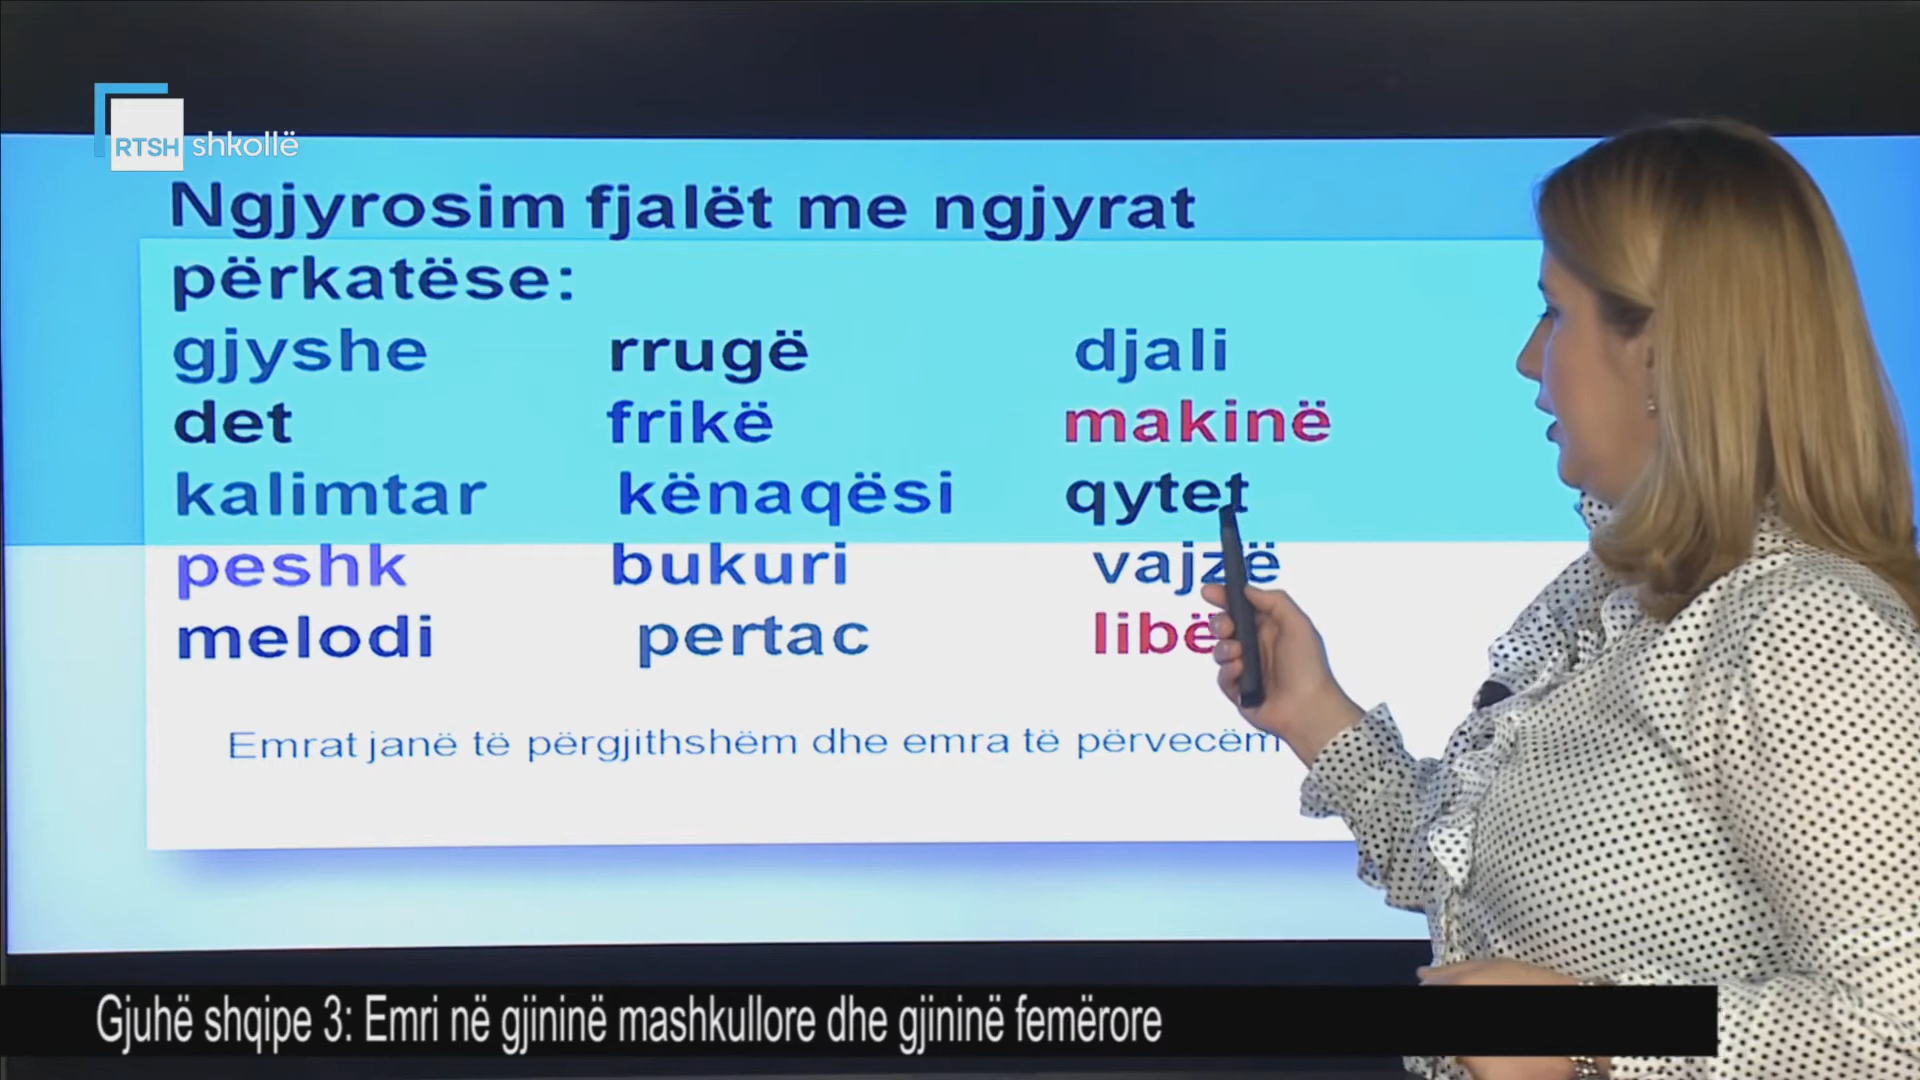 RTSH shkollë
Ngjyrosim fjalët me ngjyrat
përkatëse:
gjyshe rrugë djali
det frikë makinë
kalimtar kënaqësi qytet
peshk bukuri vajzë
melodi pertac
Emrat janë të përgjithshëm dhe emra të përvecëm
Gjuhë shqipe 3: Emri në gjininë mashkullore dhe gjininë femërore